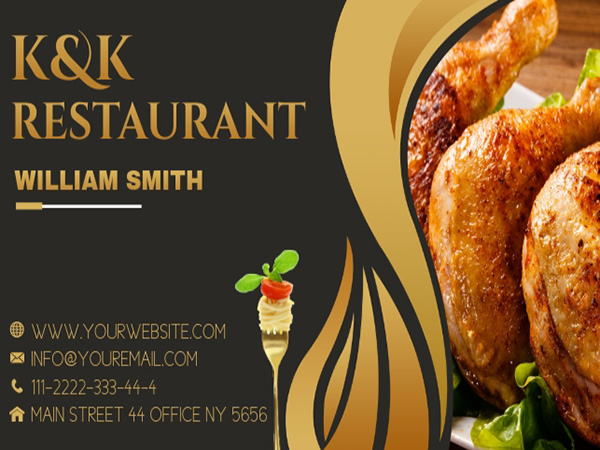 K&K
RESTAURANT
WILLIAM SMITH
WWW.YOURWEBSITE.COM
INFO@YOUREMAIL.COM
111-2222-333-44-4
MAIN STREET 44 OFFICE NY 5656